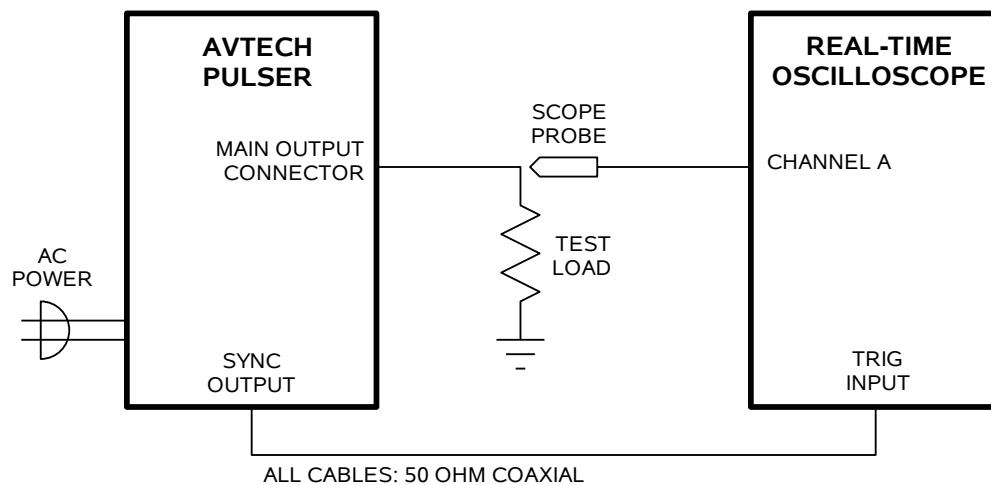 AVTECH
PULSER
REAL-TIME
OSCILLOSCOPE
SCOPE
PROBE
MAIN OUTPUT
CONNECTOR
CHANNEL A
TEST
LOAD
AC
POWER
SYNC
OUTPUT
TRIG
INPUT
ALL CABLES: 50 OHM COAXIAL